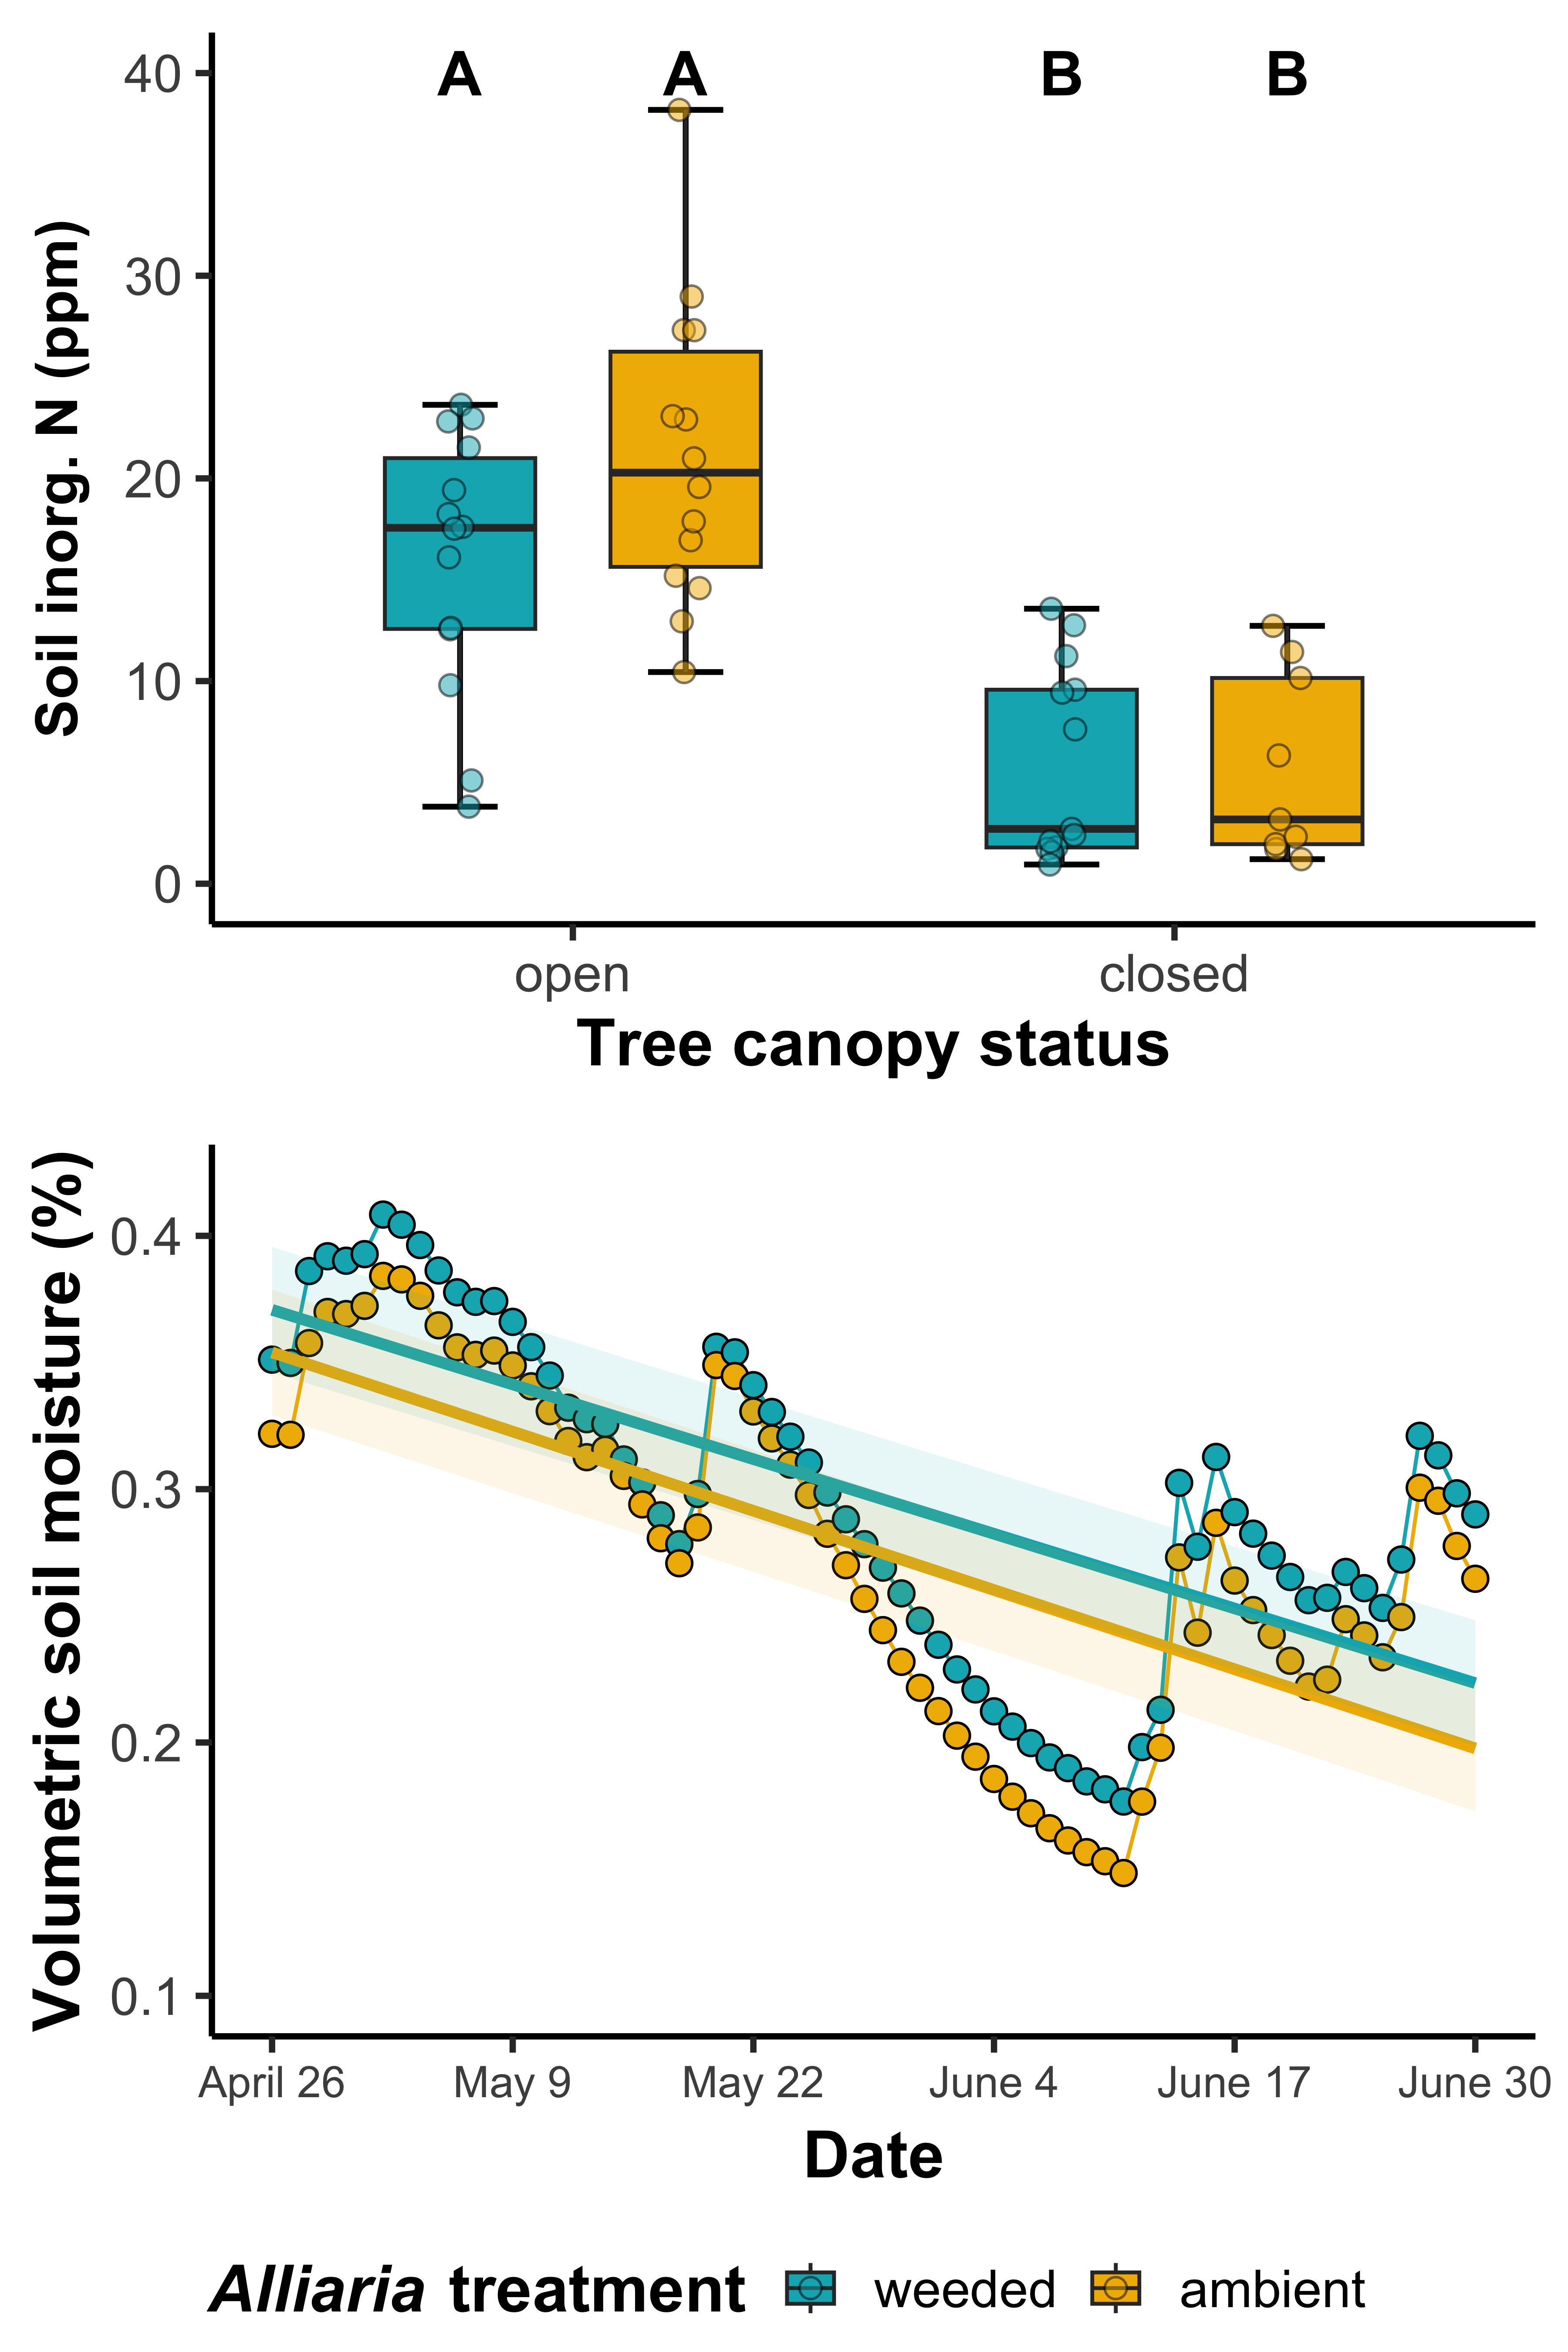 A A B B
40
30
20
10
0
Soil inorg. N (ppm)
open closed
Tree canopy status
0.4
0.3
0.2
0.1
Volumetric soil moisture (%)
April 26 May 9 May 22 June 4 June 17 June 30
Date
Alliaria treatment weeded ambient